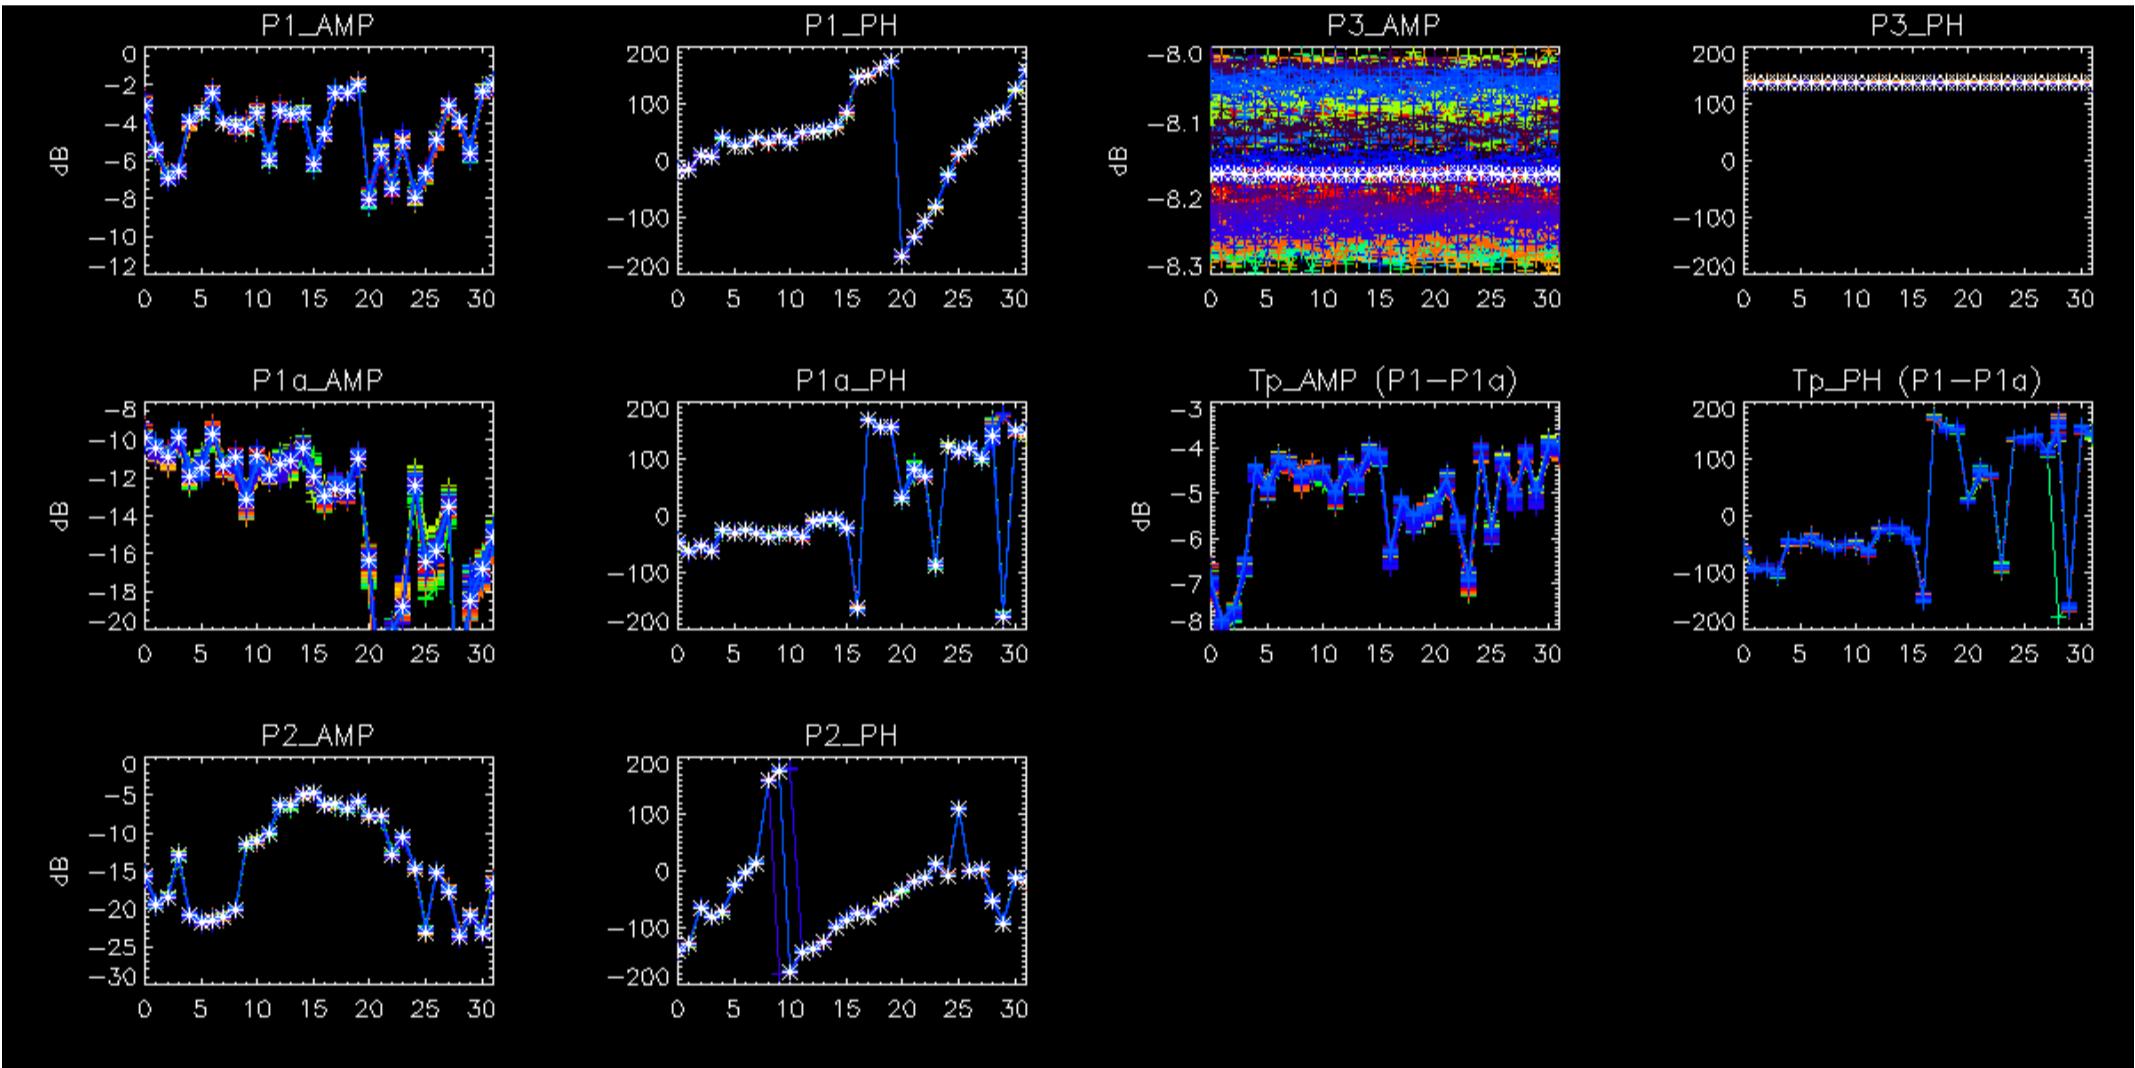 P1_AMP
0
-2
-4
-6
-8
-10
-12
dB
0 5 10 15 20 25 30
P1_PH
200
100
0
-100
-200
0 5 10 15 20 25 30
P3_AMP
-8.0
-8.1
-8.2
-8.3
dB
0 5 10 15 20 25 30
P3_PH
200
100
0
-100
-200
0 5 10 15 20 25 30
P1a_AMP
-8
-10
-12
-14
-16
-18
-20
dB
0 5 10 15 20 25 30
P1a_PH
200
100
0
-100
-200
0 5 10 15 20 25 30
Tp_AMP (P1-P1a)
-3
-4
-5
-6
-7
-8
dB
0 5 10 15 20 25 30
Tp_PH (P1-P1a)
200
100
0
-100
-200
0 5 10 15 20 25 30
P2_AMP
0
-5
-10
-15
-20
-25
-30
dB
0 5 10 15 20 25 30
P2_PH
200
100
0
-100
-200
0 5 10 15 20 25 30